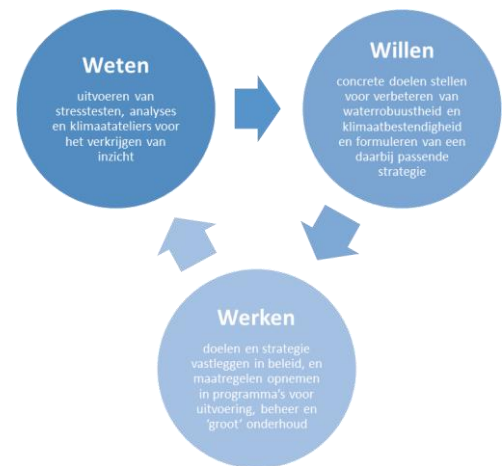 Weten
uitvoeren van
stresstesten, analyses
en klimaatateliers voor
het verkrijgen van
inzicht
Willen
concrete doelen stellen
voor verbeteren van
waterrobuustheid en
klimaatbestendigheid
en formuleren van een
daarbij passende
strategie
Werken
doelen en strategie
vastleggen in beleid, en
maatregelen opnemen
in programma's voor
uitvoering, beheer en
'groot' onderhoud